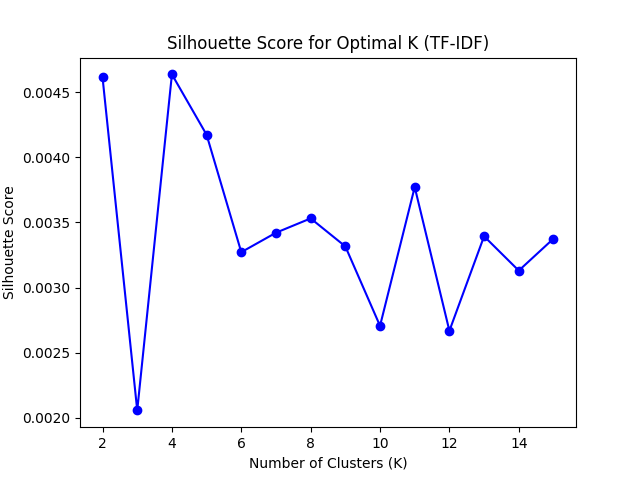 Silhouette Score for Optimal K (TF-IDF)
0.0045
0.0040
0.0035
0.0030
0.0025
0.0020
Silhouette Score
2 4 6 8 10 12 14
Number of Clusters (K)